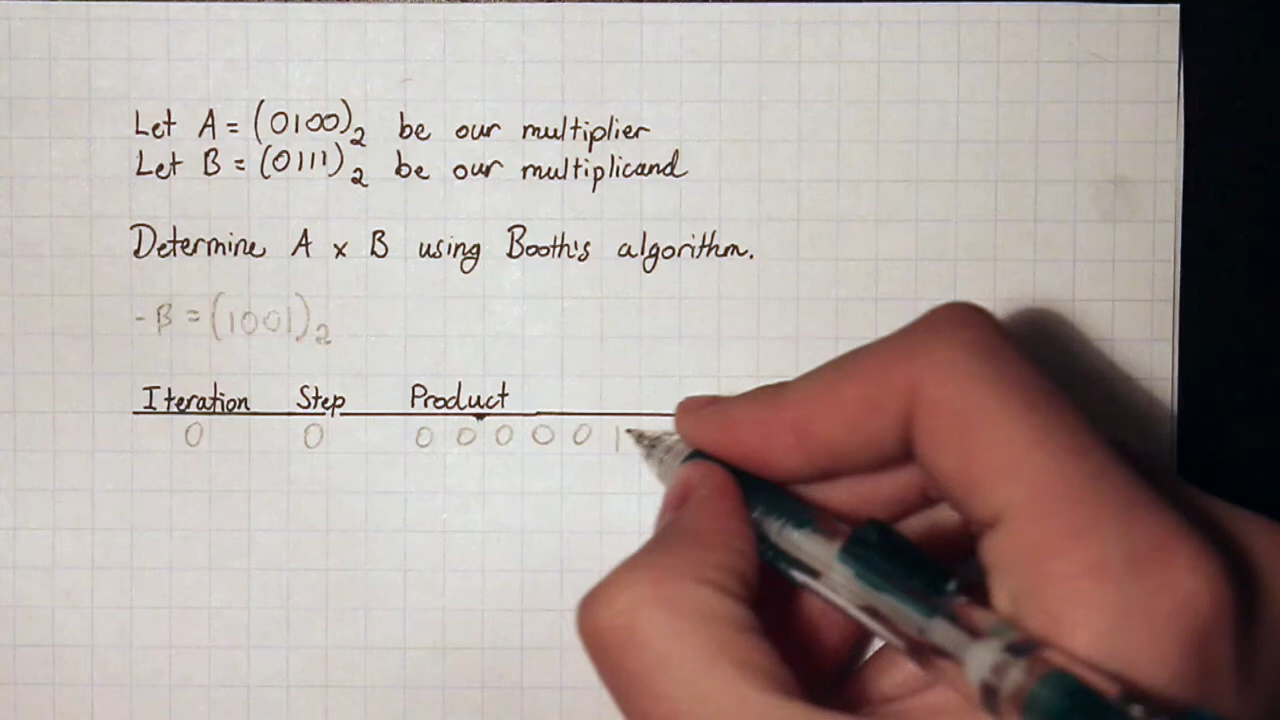 Let A = (0100)₂ be our multiplier
Let B = (0111)₂ be our multiplicand
Determine A x B using Booth's algorithm.
-B = (1001)₂
Iteration Step Product
0 0 0 0 0 0 0 1